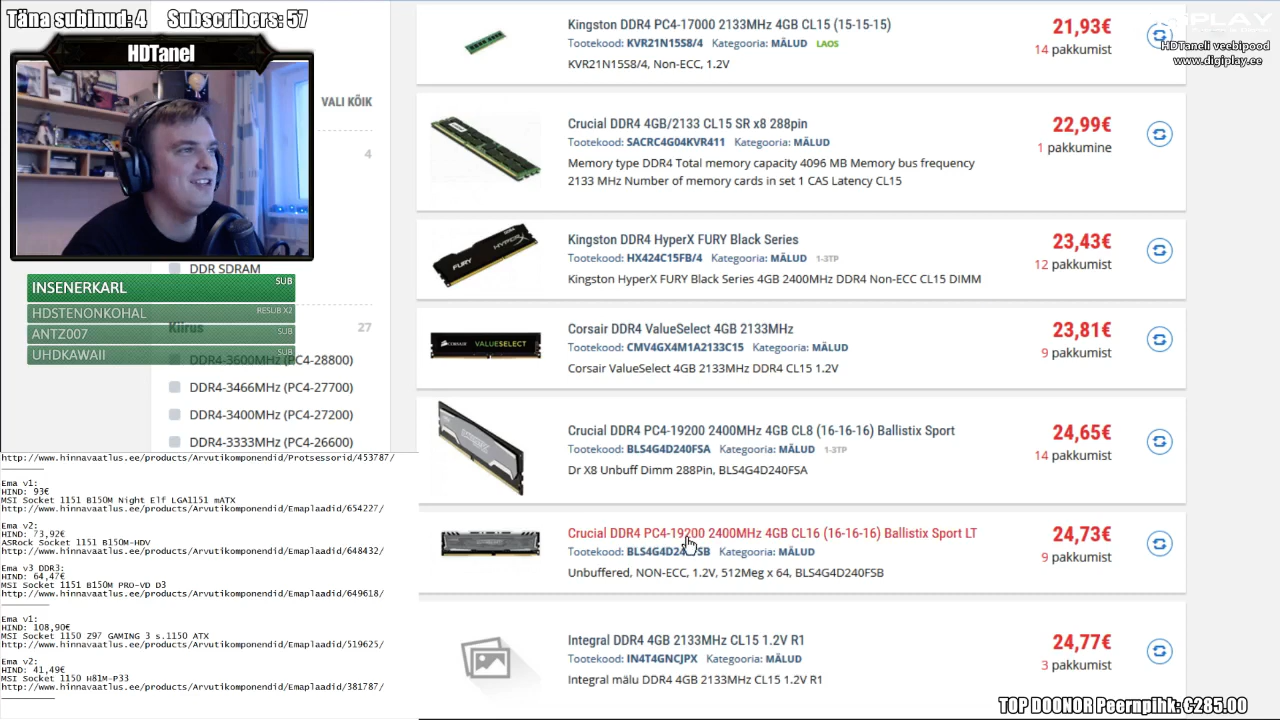 Täna subinud: 4 Subscribers: 57
HDTanel
VALI KÕIK
4
DDR SDRAM
INSENERKARL SUB
HDSTENONKOHAL RESUB X2
ANTZ007 SUB
UHDKAWAII SUB
Kiirus 27
DDR4-3600MHz (PC4-28800)
DDR4-3466MHz (PC4-27700)
DDR4-3400MHz (PC4-27200)
DDR4-3333MHz (PC4-26600)
http://www.hinnavaatlus.ee/products/Arvutikomponendid/Protsessorid/453787/
Ema v1:
HIND: 93€
MSI Socket 1151 B150M Night Elf LGA1151 mATX
http://www.hinnavaatlus.ee/products/Arvutikomponendid/Emaplaadid/654227/
Ema v2:
HIND: 73,92€
ASRock Socket 1151 B150M-HDV
http://www.hinnavaatlus.ee/products/Arvutikomponendid/Emaplaadid/648432/
Ema v3 DDR3:
HIND: 64,47€
MSI Socket 1151 B150M PRO-VD D3
http://www.hinnavaatlus.ee/products/Arvutikomponendid/Emaplaadid/649618/
Ema v1:
HIND: 108,90€
MSI Socket 1150 Z97 GAMING 3 s.1150 ATX
http://www.hinnavaatlus.ee/products/Arvutikomponendid/Emaplaadid/519625/
Ema v2:
HIND: 41,49€
MSI Socket 1150 H81M-P33
http://www.hinnavaatlus.ee/products/Arvutikomponendid/Emaplaadid/381787/
Kingston DDR4 PC4-17000 2133MHz 4GB CL15 (15-15-15)
Tootekood: KVR21N15S8/4 Kategooria: MÄLUD LAOS
KVR21N15S8/4, Non-ECC, 1.2V
21,93€
14 pakkumist
DIGIPLAY
HDTaneli veebipood
www.digiplay.ee
Crucial DDR4 4GB/2133 CL15 SR x8 288pin
Tootekood: SACRC4G04KVR411 Kategooria: MÄLUD
Memory type DDR4 Total memory capacity 4096 MB Memory bus frequency
2133 MHz Number of memory cards in set 1 CAS Latency CL15
22,99€
1 pakkumine
Kingston DDR4 HyperX FURY Black Series
Tootekood: HX424C15FB/4 Kategooria: MÄLUD 1-3TP
Kingston HyperX FURY Black Series 4GB 2400MHz DDR4 Non-ECC CL15 DIMM
23,43€
12 pakkumist
FURY HYPERX
Corsair DDR4 ValueSelect 4GB 2133MHz
Tootekood: CMV4GX4M1A2133C15 Kategooria: MÄLUD
Corsair ValueSelect 4GB 2133MHz DDR4 CL15 1.2V
23,81€
9 pakkumist
CORSAIR VALUESELECT
Crucial DDR4 PC4-19200 2400MHz 4GB CL8 (16-16-16) Ballistix Sport
Tootekood: BLS4G4D240FSA Kategooria: MÄLUD 1-3TP
Dr X8 Unbuff Dimm 288Pin, BLS4G4D240FSA
24,65€
14 pakkumist
Crucial DDR4 PC4-19200 2400MHz 4GB CL16 (16-16-16) Ballistix Sport LT
Tootekood: Kategooria: MÄLUD
Unbuffered, NON-ECC, 1.2V, 512Meg x 64, BLS4G4D240FSB
24,73€
9 pakkumist
Integral DDR4 4GB 2133MHz CL15 1.2V R1
Tootekood: IN4T4GNCJPX Kategooria: MÄLUD
Integral mälu DDR4 4GB 2133MHz CL15 1.2V R1
24,77€
3 pakkumist
TOP DOONOR Peernpihk: €285.00